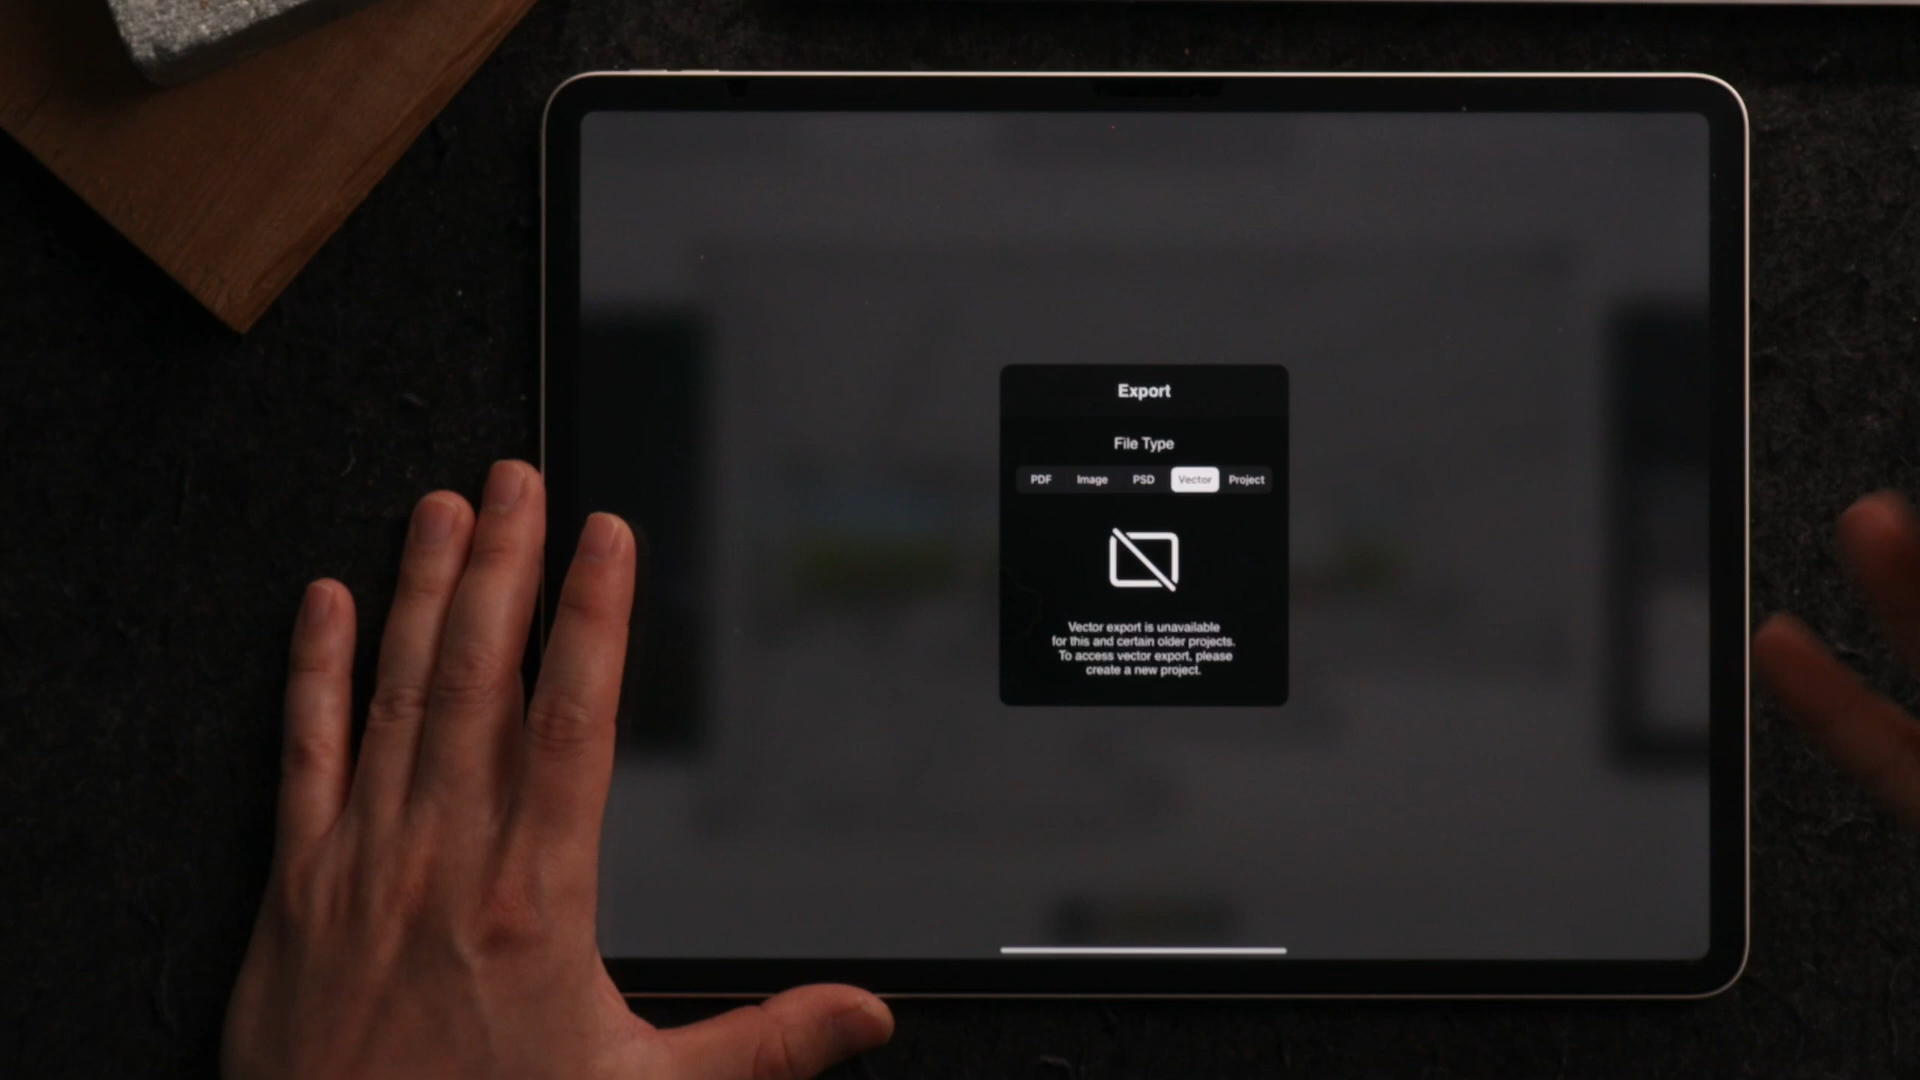 Export
File Type
PDF Image PSD Vector Project
Vector export is unavailable
for this and certain older projects.
To access vector export, please
create a new project.